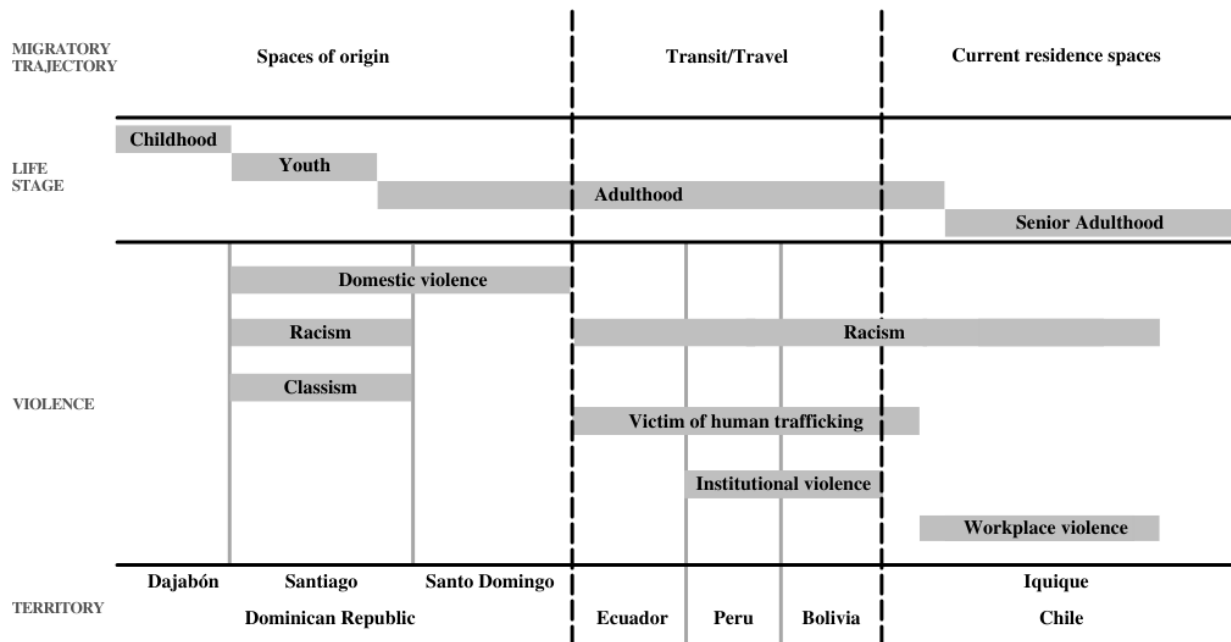 MIGRATORY
TRAJECTORY
Spaces of origin
Transit/Travel
Current residence spaces
LIFE
STAGE
Childhood
Youth
Adulthood
Senior Adulthood
VIOLENCE
Domestic violence
Racism
Racism
Classism
Victim of human trafficking
Institutional violence
Workplace violence
TERRITORY
Dajabón
Santiago
Santo Domingo
Iquique
Dominican Republic
Ecuador
Peru
Bolivia
Chile